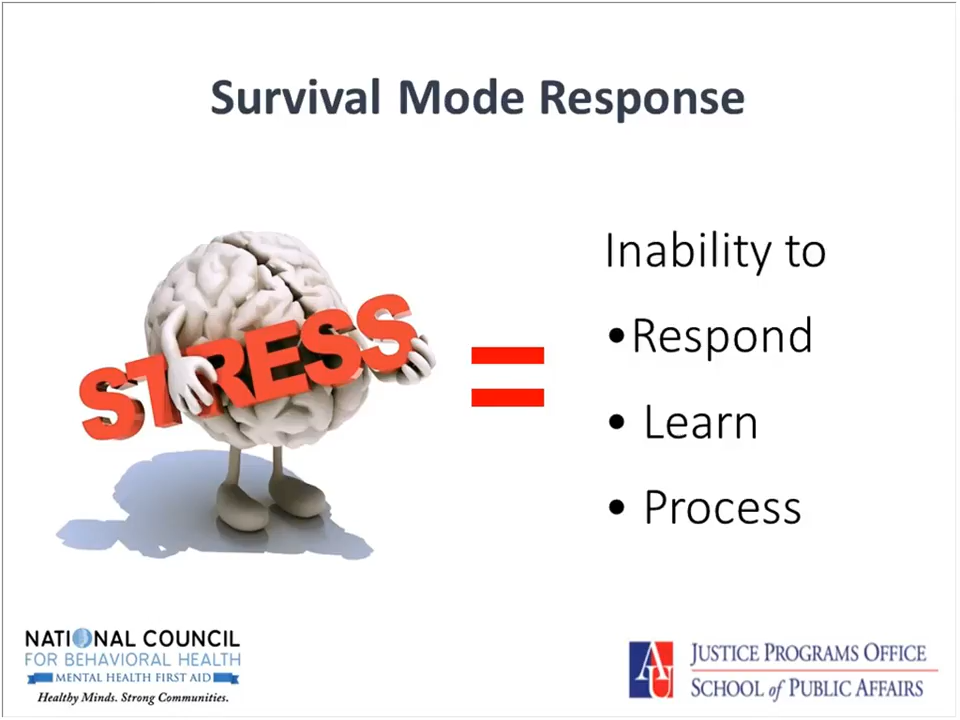 Survival Mode Response
STRESS
=
Inability to
•Respond
• Learn
• Process
NATIONAL COUNCIL
FOR BEHAVIORAL HEALTH
MENTAL HEALTH FIRST AID
Healthy Minds. Strong Communities.
AU
JUSTICE PROGRAMS OFFICE
SCHOOL of PUBLIC AFFAIRS